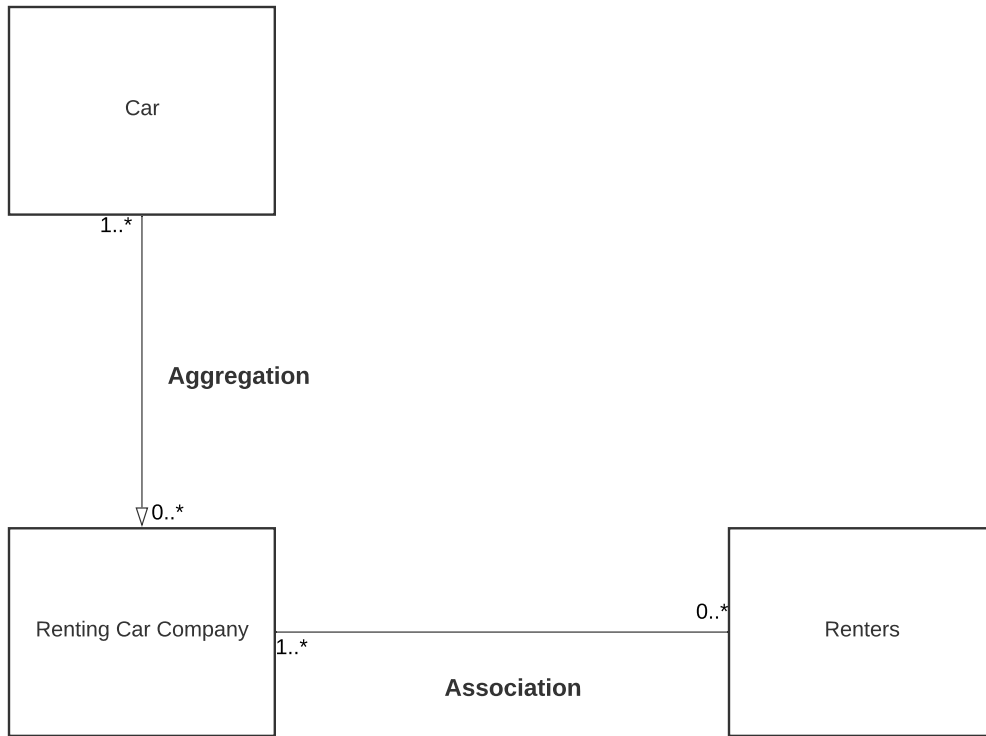 Car
1..*
Aggregation
0..*
Renting Car Company
1..*
0..*
Renters
Association